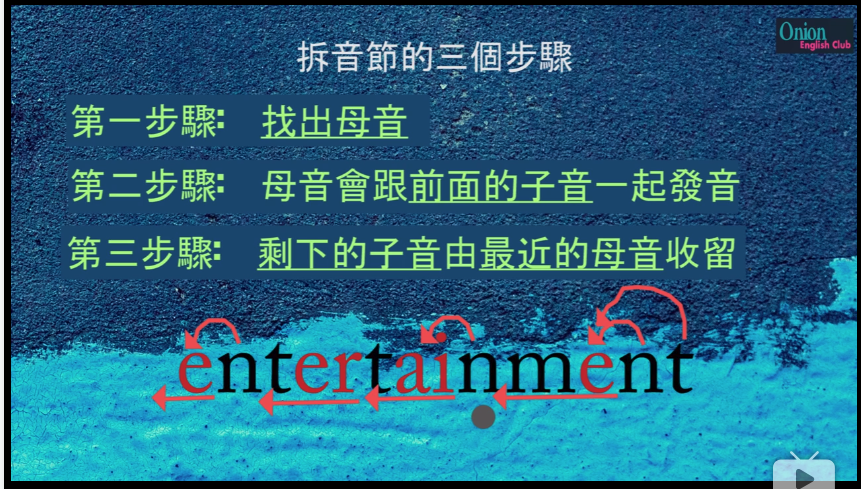 Onion
English Club
拆音節的三個步驟
第一步驟: 找出母音
第二步驟: 母音會跟前面的子音一起發音
第三步驟: 剩下的子音由最近的母音收留
entertainment